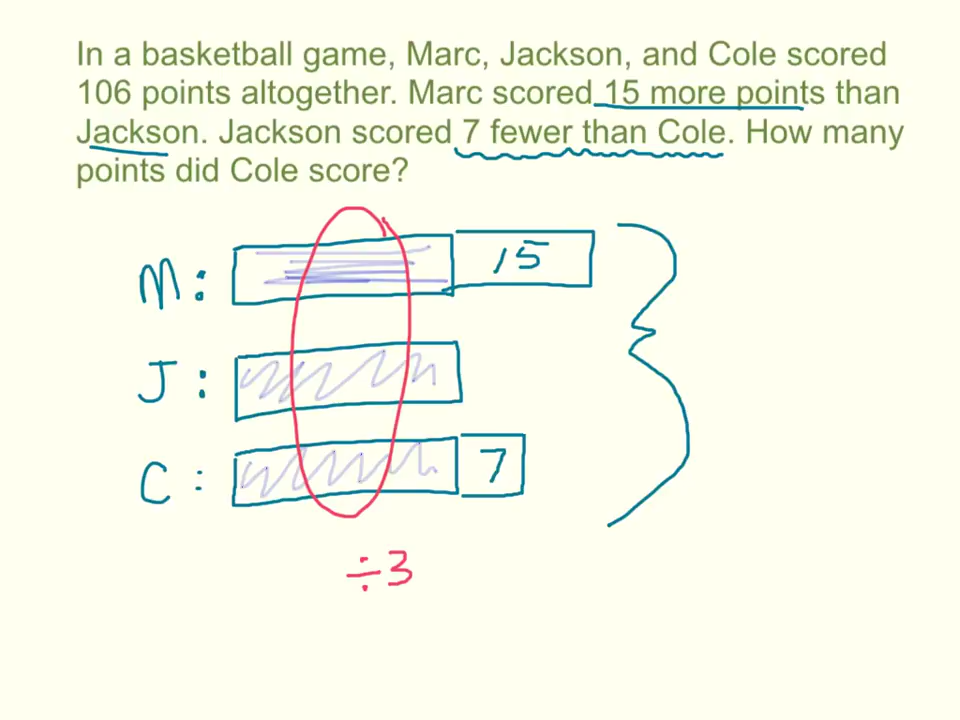 In a basketball game, Marc, Jackson, and Cole scored
106 points altogether. Marc scored 15 more points than
Jackson. Jackson scored 7 fewer than Cole. How many
points did Cole score?
M: 15
J:
C: 7
÷3